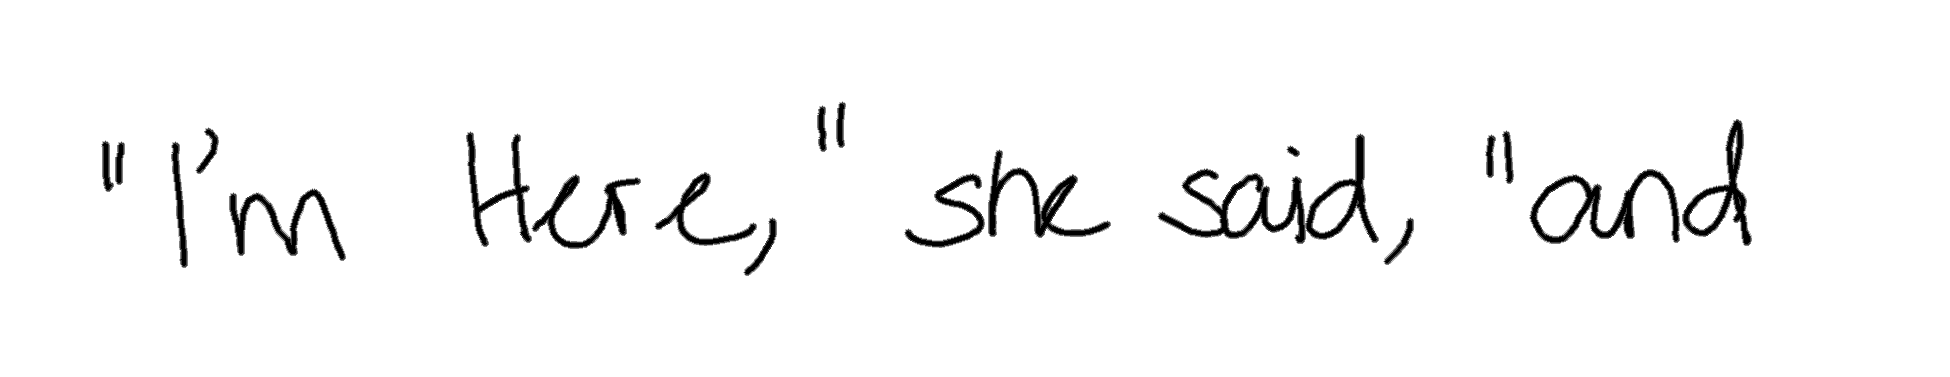 "I'm Here," she said, "and